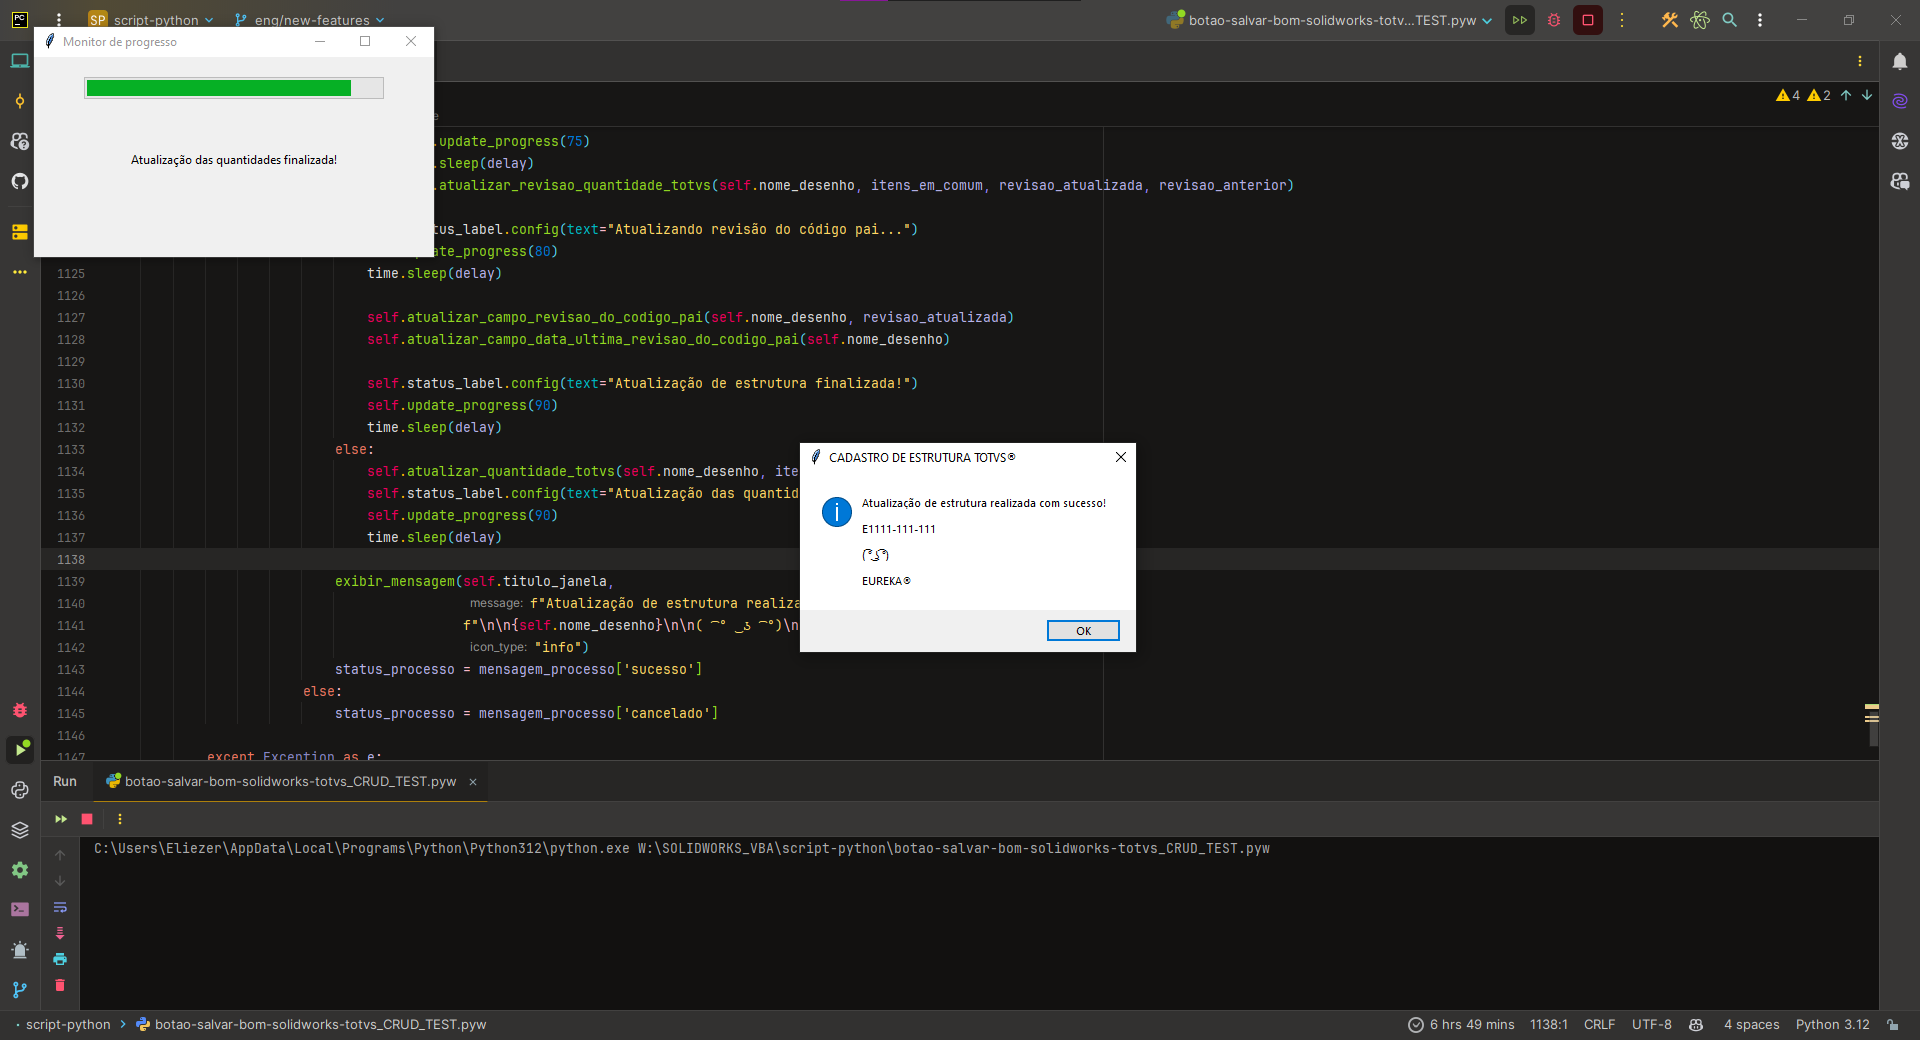 PC
SP script-python
eng/new-features
botao-salvar-bom-solidworks-totv...TEST.pyw
Monitor de progresso
Atualização das quantidades finalizada!
4 2
e
.update_progress(75)
.sleep(delay)
.atualizar_revisao_quantidade_totvs(self.nome_desenho, itens_em_comum, revisao_atualizada, revisao_anterior)
tus_label.config(text="Atualizando revisão do código pai...")
ate_progress(80)
1125 time.sleep(delay)
1126
1127 self.atualizar_campo_revisao_do_codigo_pai(self.nome_desenho, revisao_atualizada)
1128 self.atualizar_campo_data_ultima_revisao_do_codigo_pai(self.nome_desenho)
1129
1130 self.status_label.config(text="Atualização de estrutura finalizada!")
1131 self.update_progress(90)
1132 time.sleep(delay)
1133 else:
1134 self.atualizar_quantidade_totvs(self.nome_desenho, ite
1135 self.status_label.config(text="Atualização das quantid
1136 self.update_progress(90)
1137 time.sleep(delay)
1138
1139 exibir_mensagem(self.titulo_janela,
1140 message: f"Atualização de estrutura realiza
1141 f"\n\n{self.nome_desenho}\n\n( ͡° ͜ʖ ͡°)\n
1142 icon_type: "info")
1143 status_processo = mensagem_processo['sucesso']
1144 else:
1145 status_processo = mensagem_processo['cancelado']
1146
1147 except Exception as e:
CADASTRO DE ESTRUTURA TOTVS®
Atualização de estrutura realizada com sucesso!
E1111-111-111
( ͡° ͜ʖ ͡°)
EUREKA®
OK
Run botao-salvar-bom-solidworks-totvs_CRUD_TEST.pyw
C:\Users\Eliezer\AppData\Local\Programs\Python\Python312\python.exe W:\SOLIDWORKS_VBA\script-python\botao-salvar-bom-solidworks-totvs_CRUD_TEST.pyw
script-python > botao-salvar-bom-solidworks-totvs_CRUD_TEST.pyw
6 hrs 49 mins 1138:1 CRLF UTF-8 4 spaces Python 3.12